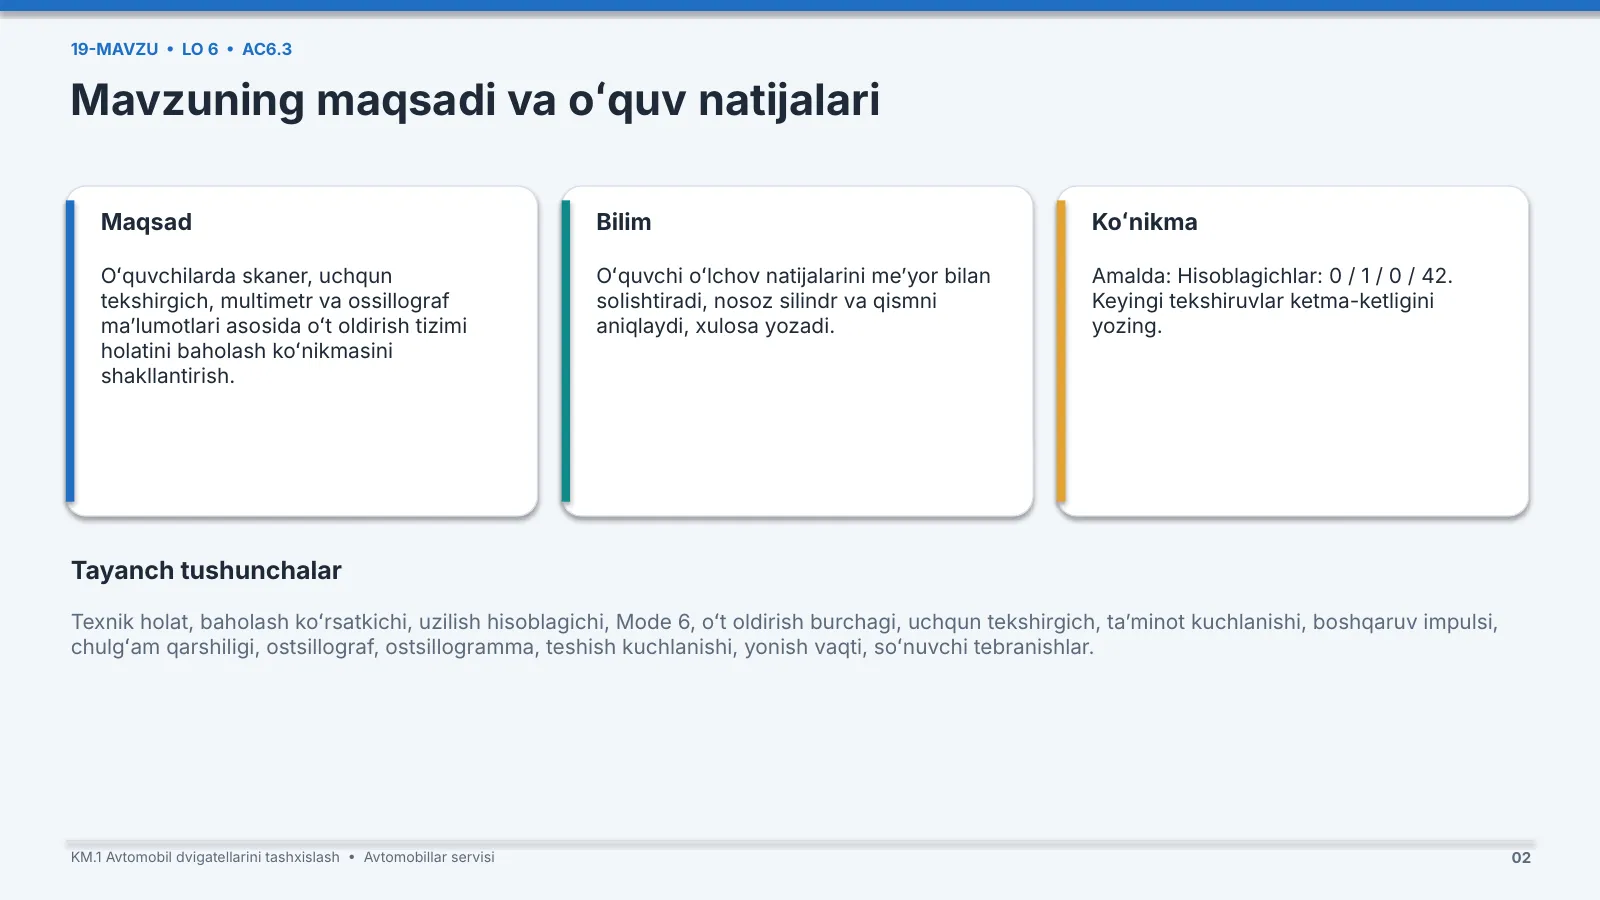 19-MAVZU • LO 6 • AC6.3
Mavzuning maqsadi va oʻquv natijalari
Maqsad
Oʻquvchilarda skaner, uchqun
tekshirgich, multimetr va ossillograf
maʼlumotlari asosida oʻt oldirish tizimi
holatini baholash koʻnikmasini
shakllantirish.
Bilim
Oʻquvchi oʻlchov natijalarini meʼyor bilan
solishtiradi, nosoz silindr va qismni
aniqlaydi, xulosa yozadi.
Koʻnikma
Amalda: Hisoblagichlar: 0 / 1 / 0 / 42.
Keyingi tekshiruvlar ketma-ketligini
yozing.
Tayanch tushunchalar
Texnik holat, baholash koʻrsatkichi, uzilish hisoblagichi, Mode 6, oʻt oldirish burchagi, uchqun tekshirgich, taʼminot kuchlanishi, boshqaruv impulsi,
chulgʻam qarshiligi, ostsillograf, ostsillogramma, teshish kuchlanishi, yonish vaqti, soʻnuvchi tebranishlar.
KM.1 Avtomobil dvigatellarini tashxislash • Avtomobillar servisi
02